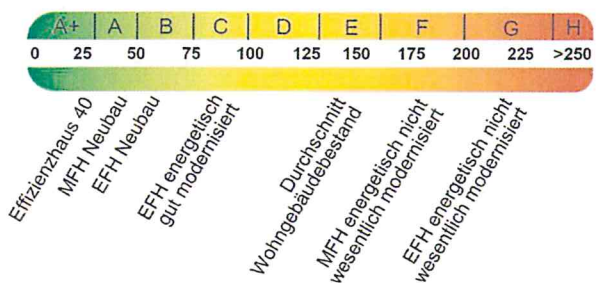 A+ A B C D E F G H
0 25 50 75 100 125 150 175 200 225 >250
Effizienzhaus 40
MFH Neubau
EFH Neubau
EFH energetisch
gut modernisiert
Durchschnitt
Wohngebäudebestand
MFH energetisch nicht
wesentlich modernisiert
EFH energetisch nicht
wesentlich modernisiert